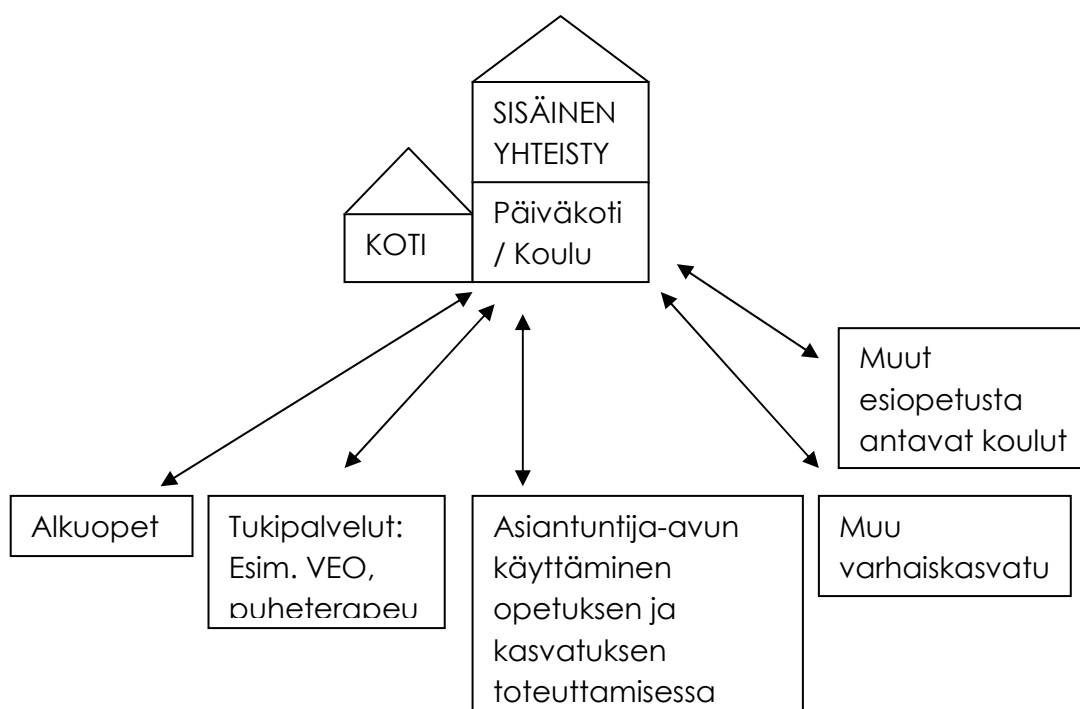 SISÄINEN
YHTEISTY
KOTI
Päiväkoti
/ Koulu
Muut
esiopetusta
antavat koulut
Alkuopet
Tukipalvelut:
Esim. VEO,
puheterapeu
Asiantuntija-avun
käyttäminen
opetuksen ja
kasvatuksen
toteuttamisessa
Muu
varhaiskasvatu